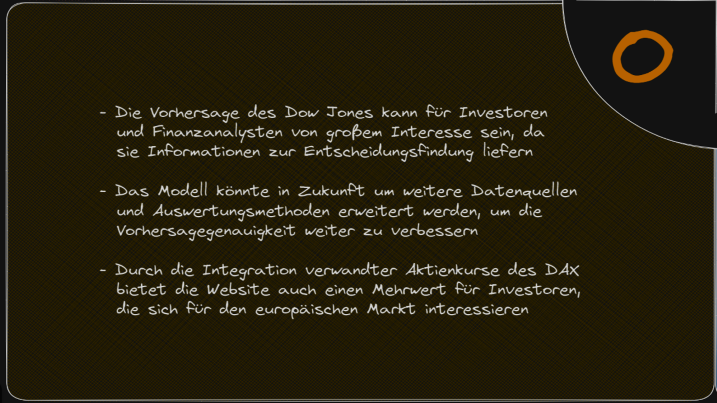 - Die Vorhersage des Dow Jones kann für Investoren
und Finanzanalysten von großem Interesse sein, da
sie Informationen zur Entscheidungsfindung liefern
- Das Modell könnte in Zukunft um weitere Datenquellen
und Auswertungsmethoden erweitert werden, um die
Vorhersagegenauigkeit weiter zu verbessern
- Durch die Integration verwandter Aktienkurse des DAX
bietet die Website auch einen Mehrwert für Investoren,
die sich für den europäischen Markt interessieren